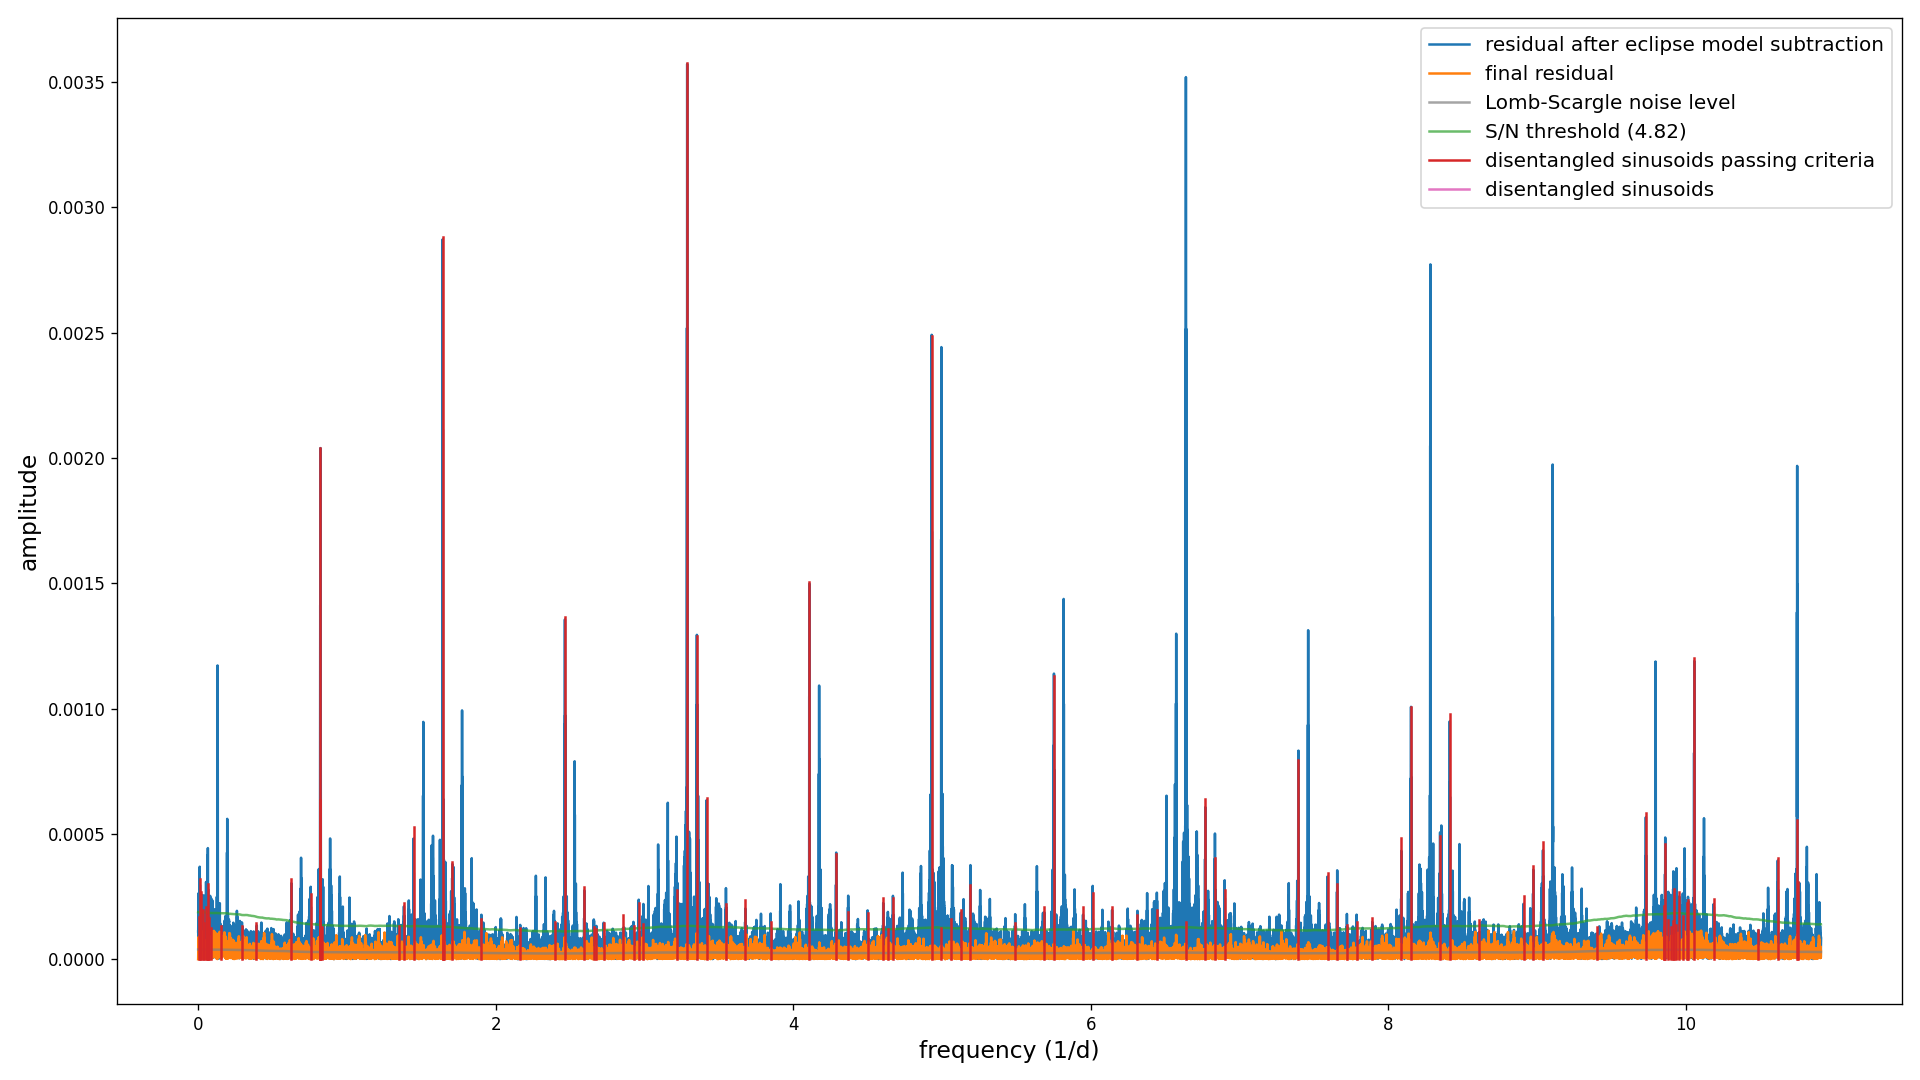 residual after eclipse model subtraction
final residual
Lomb-Scargle noise level
S/N threshold (4.82)
disentangled sinusoids passing criteria
disentangled sinusoids
0.0035
0.0030
0.0025
0.0020
0.0015
0.0010
0.0005
0.0000
amplitude
0 2 4 6 8 10
frequency (1/d)